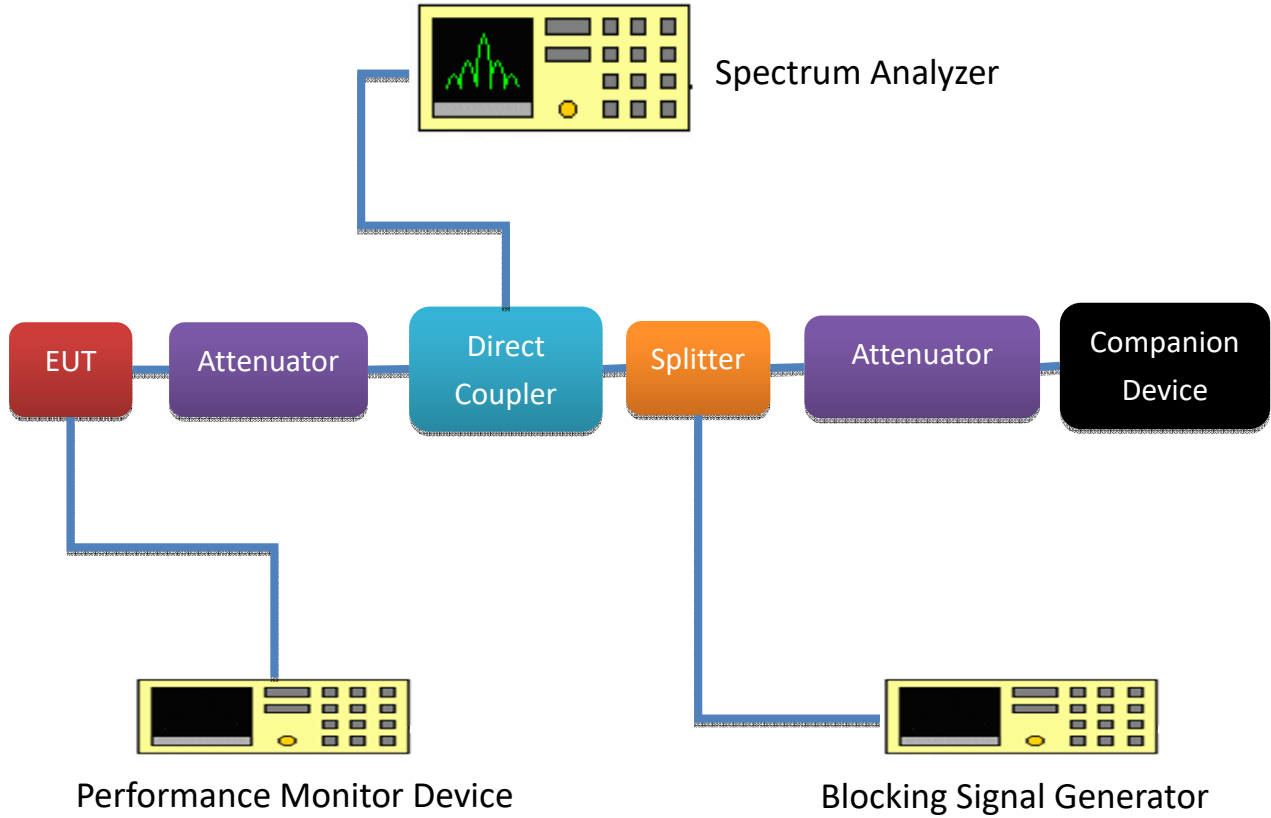 Spectrum Analyzer
EUT
Attenuator
Direct
Coupler
Splitter
Attenuator
Companion
Device
Performance Monitor Device
Blocking Signal Generator